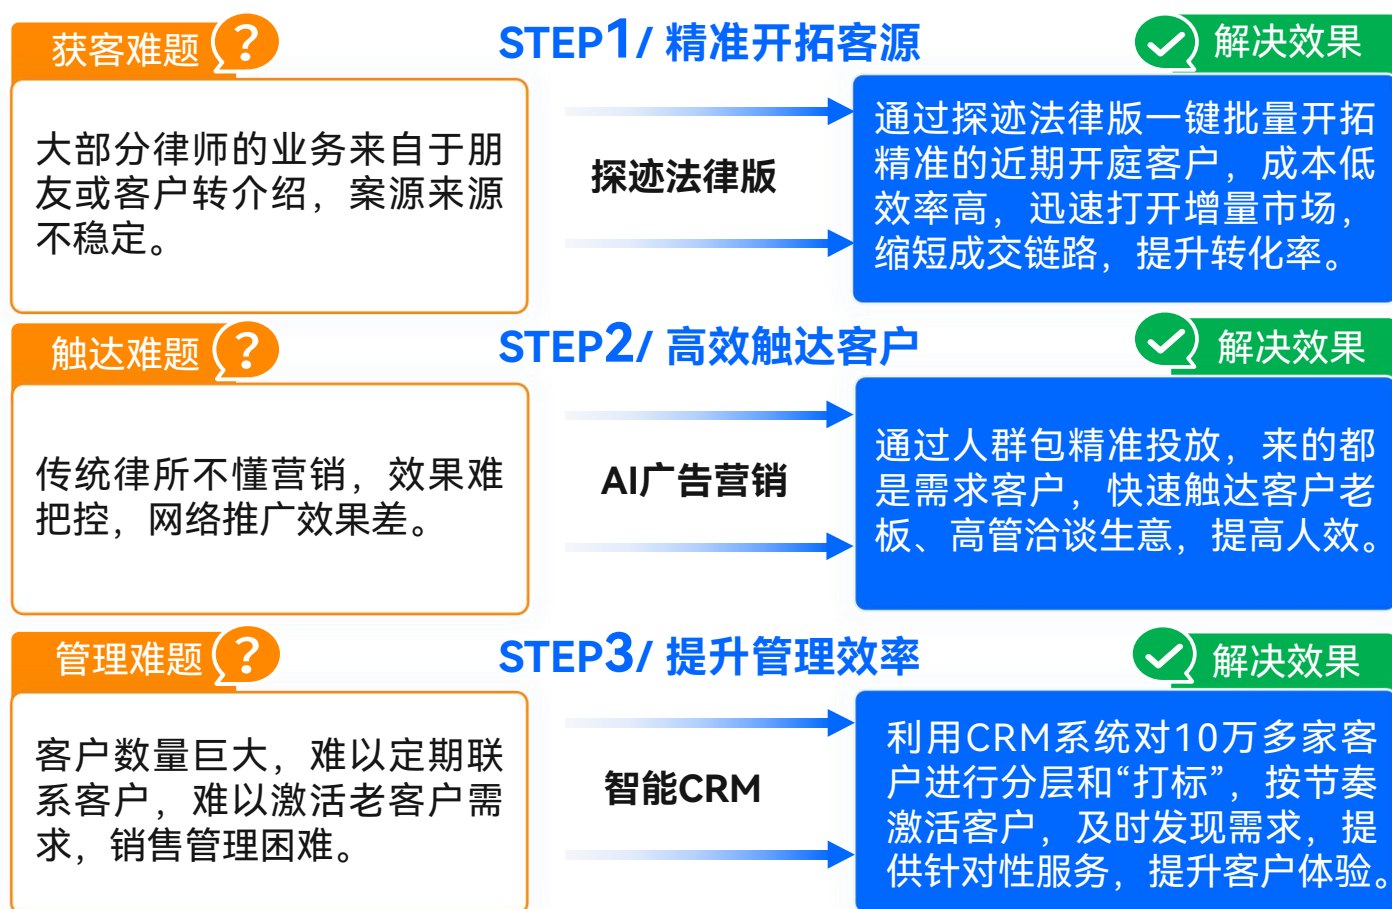 获客难题?
STEP1/ 精准开拓客源
解决效果
大部分律师的业务来自于朋
友或客户转介绍，案源来源
不稳定。
探迹法律版
通过探迹法律版一键批量开拓
精准的近期开庭客户，成本低
效率高，迅速打开增量市场，
缩短成交链路，提升转化率。
触达难题?
STEP2/ 高效触达客户
解决效果
传统律所不懂营销，效果难
把控，网络推广效果差。
AI广告营销
通过人群包精准投放，来的都
是需求客户，快速触达客户老
板、高管洽谈生意，提高人效。
管理难题?
STEP3/ 提升管理效率
解决效果
客户数量巨大，难以定期联
系客户，难以激活老客户需
求，销售管理困难。
智能CRM
利用CRM系统对10万多家客
户进行分层和“打标”，按节奏
激活客户，及时发现需求，提
供针对性服务，提升客户体验。